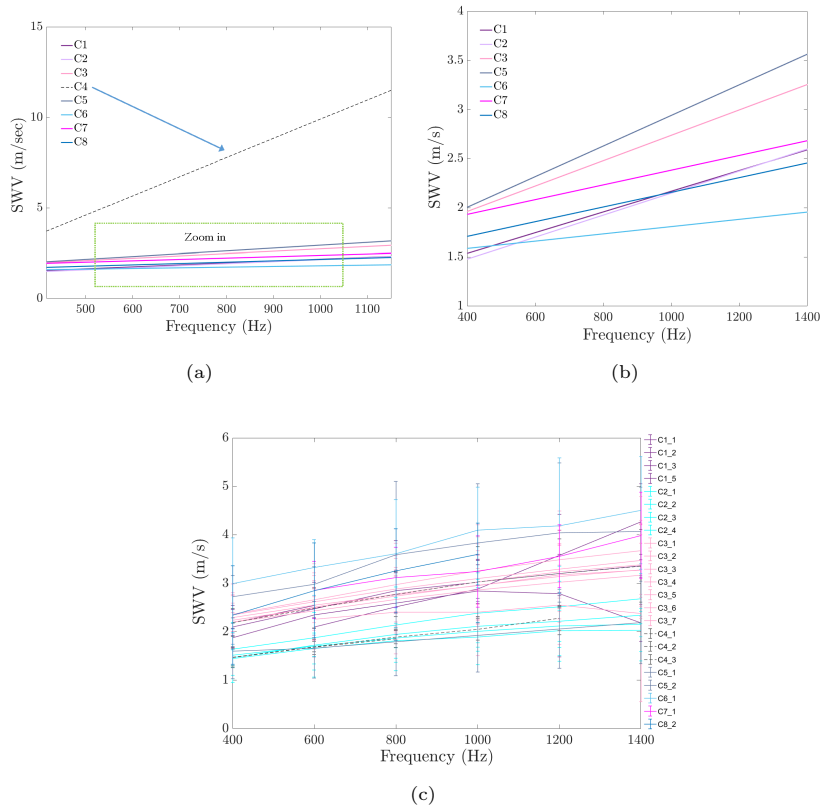 15
10
5
0
500
600
700
800
900
1000
1100
SWV (m/sec)
Frequency (Hz)
C1
C2
C3
C4
C5
C6
C7
C8
Zoom in
(a)
4
3.5
3
2.5
2
1.5
1
400
600
800
1000
1200
1400
SWV (m/s)
Frequency (Hz)
C1
C2
C3
C5
C6
C7
C8
(b)
6
5
4
3
2
1
0
400
600
800
1000
1200
1400
SWV (m/s)
Frequency (Hz)
C1_1
C1_2
C1_3
C1_5
C2_1
C2_2
C2_3
C2_4
C3_1
C3_2
C3_3
C3_4
C3_5
C3_6
C3_7
C4_1
C4_2
C4_3
C5_1
C5_2
C6_1
C7_1
C8_2
(c)